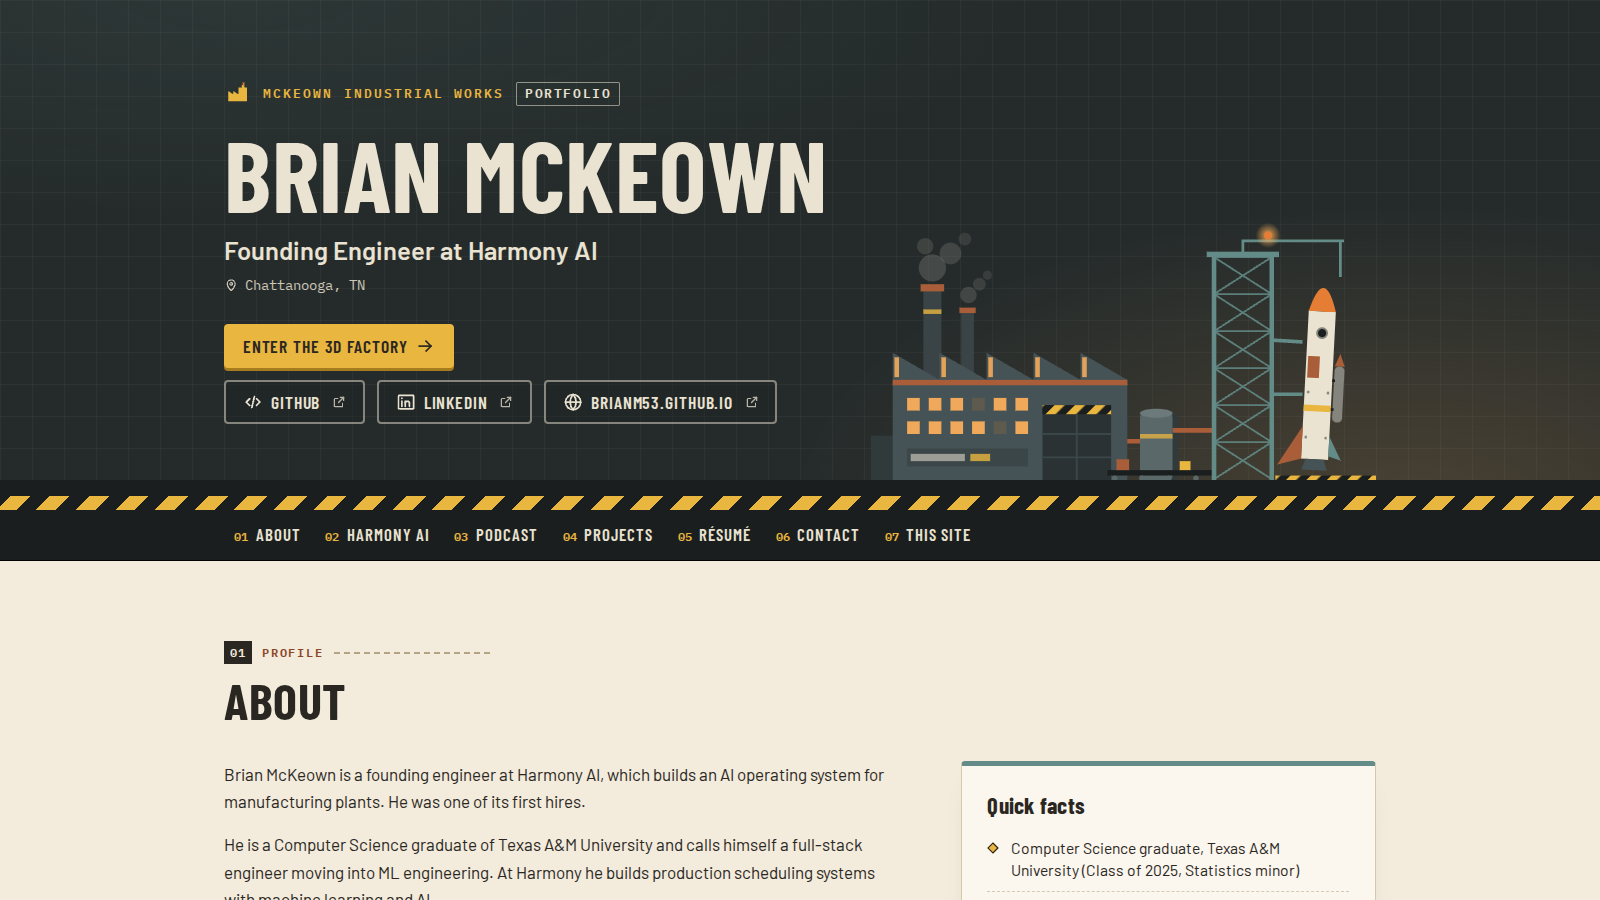 MCKEOWN INDUSTRIAL WORKS PORTFOLIO
BRIAN MCKEOWN
Founding Engineer at Harmony AI
Chattanooga, TN
ENTER THE 3D FACTORY
GITHUB LINKEDIN BRIANM53.GITHUB.IO
01 ABOUT 02 HARMONY AI 03 PODCAST 04 PROJECTS 05 RÉSUMÉ 06 CONTACT 07 THIS SITE
01 PROFILE
ABOUT
Brian McKeown is a founding engineer at Harmony AI, which builds an AI operating system for
manufacturing plants. He was one of its first hires.
He is a Computer Science graduate of Texas A&M University and calls himself a full-stack
engineer moving into ML engineering. At Harmony he builds production scheduling systems
with machine learning and AI.
Quick facts
Computer Science graduate, Texas A&M
University (Class of 2025, Statistics minor)